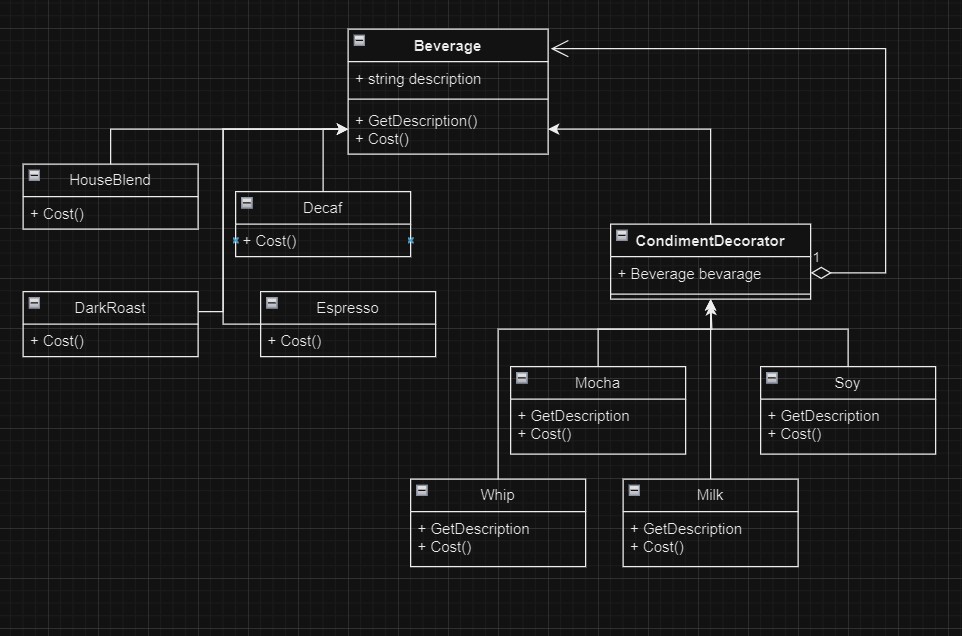 Beverage
+ string description
+ GetDescription()
+ Cost()
HouseBlend
+ Cost()
Decaf
+ Cost()
CondimentDecorator
+ Beverage bevarage
1
DarkRoast
+ Cost()
Espresso
+ Cost()
Mocha
+ GetDescription
+ Cost()
Soy
+ GetDescription
+ Cost()
Whip
+ GetDescription
+ Cost()
Milk
+ GetDescription
+ Cost()